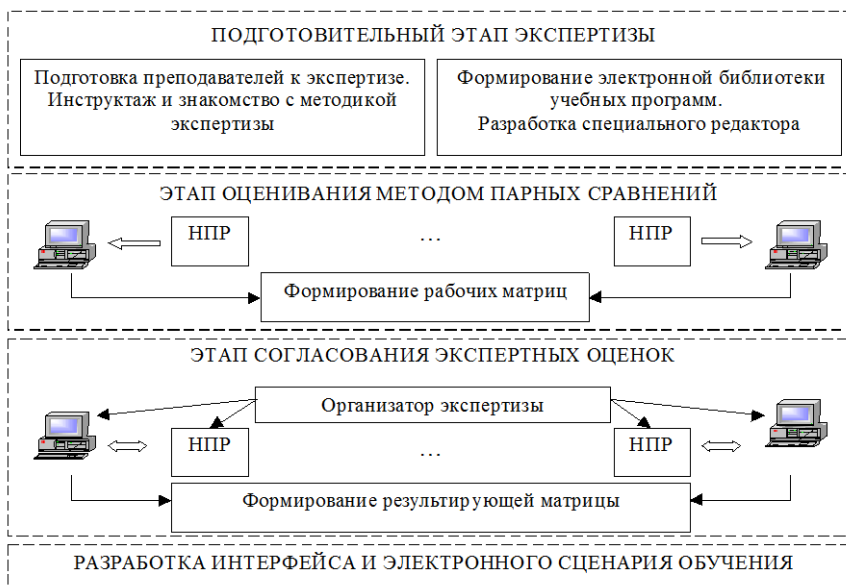 ПОДГОТОВИТЕЛЬНЫЙ ЭТАП ЭКСПЕРТИЗЫ
Подготовка преподавателей к экспертизе.
Инструктаж и знакомство с методикой
экспертизы
Формирование электронной библиотеки
учебных программ.
Разработка специального редактора
ЭТАП ОЦЕНИВАНИЯ МЕТОДОМ ПАРНЫХ СРАВНЕНИЙ
НПР
...
НПР
Формирование рабочих матриц
ЭТАП СОГЛАСОВАНИЯ ЭКСПЕРТНЫХ ОЦЕНОК
Организатор экспертизы
НПР
...
НПР
Формирование результирующей матрицы
РАЗРАБОТКА ИНТЕРФЕЙСА И ЭЛЕКТРОННОГО СЦЕНАРИЯ ОБУЧЕНИЯ